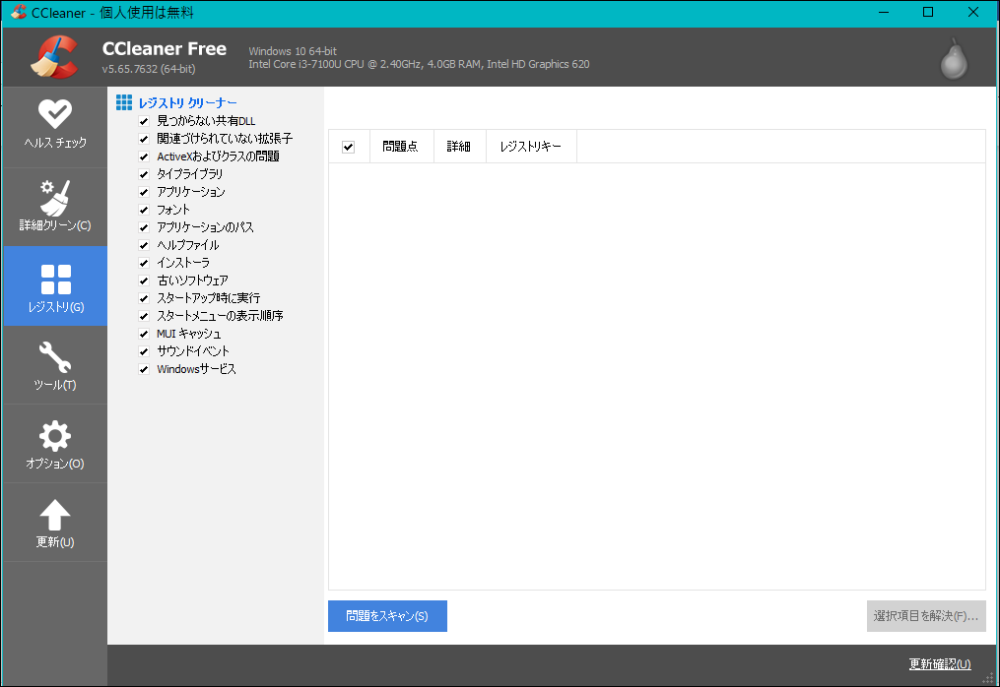 CCleaner - 個人使用は無料
CCleaner Free
v5.65.7632 (64-bit)
Windows 10 64-bit
Intel Core i3-7100U CPU @ 2.40GHz, 4.0GB RAM, Intel HD Graphics 620
ヘルス チェック
詳細クリーン(C)
レジストリ(G)
ツール(T)
オプション(O)
更新(U)
レジストリ クリーナー
見つからない共有DLL
関連づけられていない拡張子
ActiveXおよびクラスの問題
タイプライブラリ
アプリケーション
フォント
アプリケーションのパス
ヘルプファイル
インストーラ
古いソフトウェア
スタートアップ時に実行
スタートメニューの表示順序
MUI キャッシュ
サウンドイベント
Windowsサービス
問題点 詳細 レジストリキー
問題をスキャン(S)
選択項目を解決(F)...
更新確認(U)